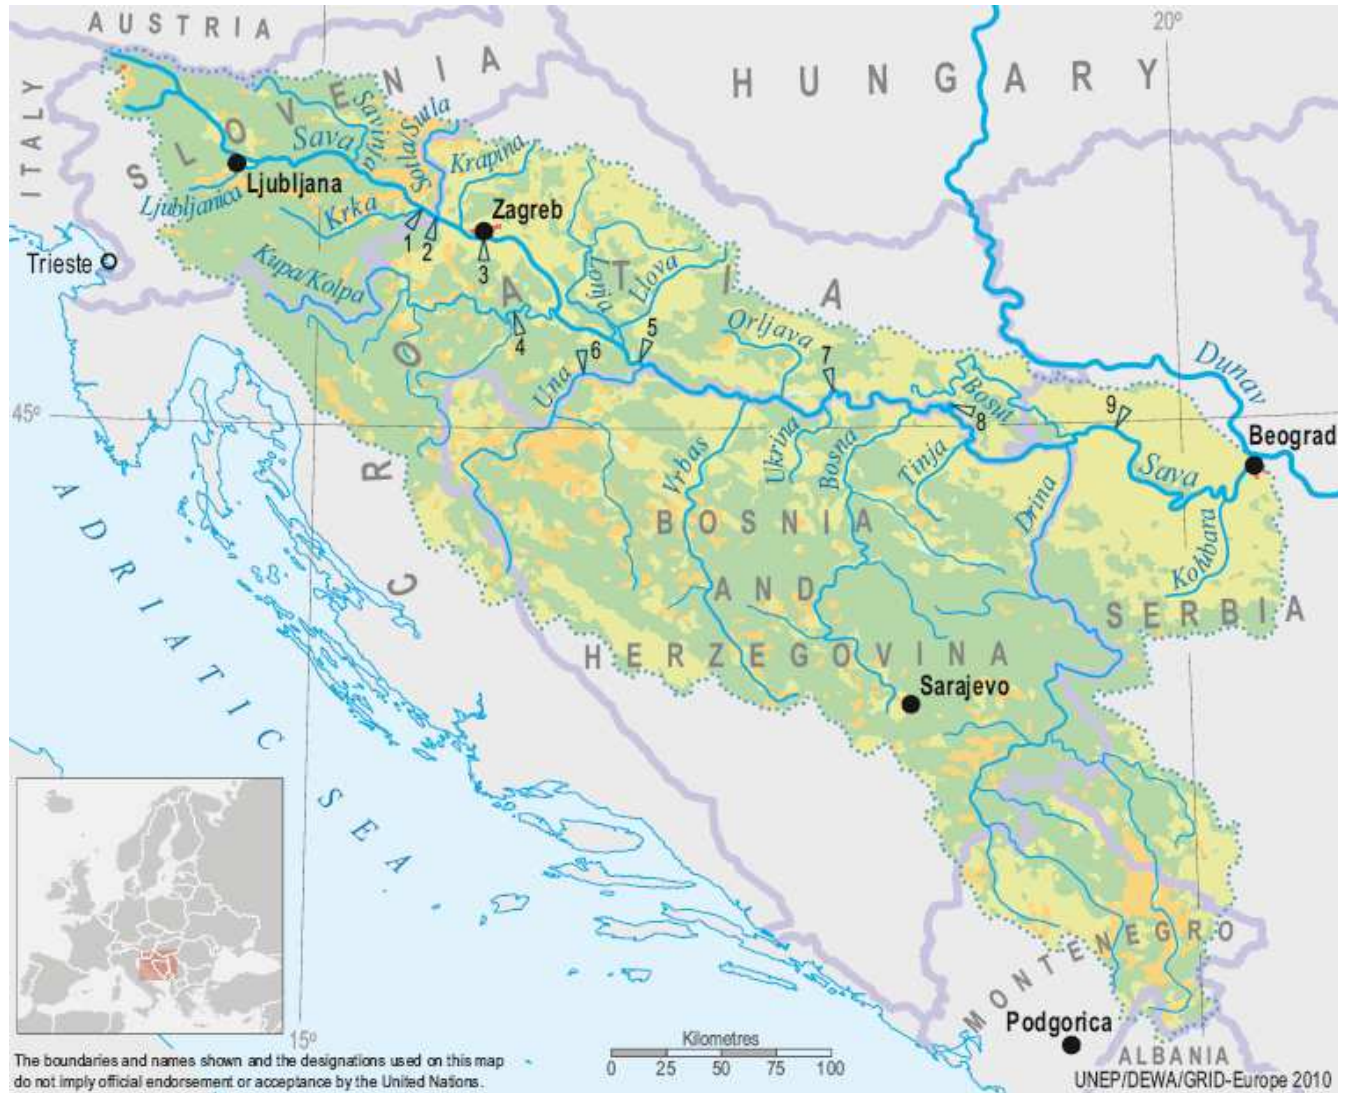 AUSTRIA
20º
HUNGARY
ITALY
SLOVENIA
Savinja
Sotla/Sutla
Sava
Krapina
Ljubljana
Ljubljanica
Krka
Zagreb
1
2
3
Trieste
Kupa/Kolpa
Lonja
Llova
CROATIA
Orljava
4
5
6
7
Una
Dunav
45º
Bosut
8
9
Beograd
Vrbas
Ukrina
Bosna
Tinja
Drina
Sava
Kolubara
BOSNIA
AND
HERZEGOVINA
SERBIA
Sarajevo
ADRIATIC SEA
MONTENEGRO
Podgorica
ALBANIA
15º
Kilometres
0 25 50 75 100
The boundaries and names shown and the designations used on this map
do not imply official endorsement or acceptance by the United Nations.
UNEP/DEWA/GRID-Europe 2010